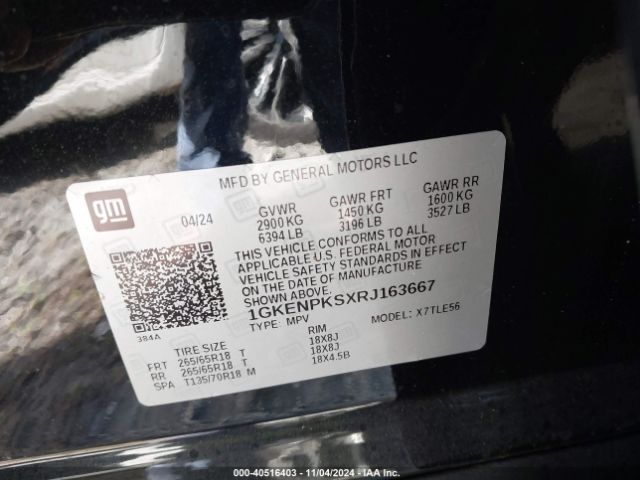 MFD BY GENERAL MOTORS LLC
gm
04/24
GVWR GAWR FRT GAWR RR
2900 KG 1450 KG 1600 KG
6394 LB 3196 LB 3527 LB
THIS VEHICLE CONFORMS TO ALL
APPLICABLE U.S. FEDERAL MOTOR
VEHICLE SAFETY STANDARDS IN EFFECT
ON THE DATE OF MANUFACTURE
SHOWN ABOVE.
1GKENPKSXRJ163667
TYPE: MPV MODEL: X7TLE56
384A
TIRE SIZE RIM
FRT 265/65R18 T 18X8J
RR 265/65R18 T 18X8J
SPA T135/70R18 M 18X4.5B
000-40516403 - 11/04/2024 - IAA Inc.